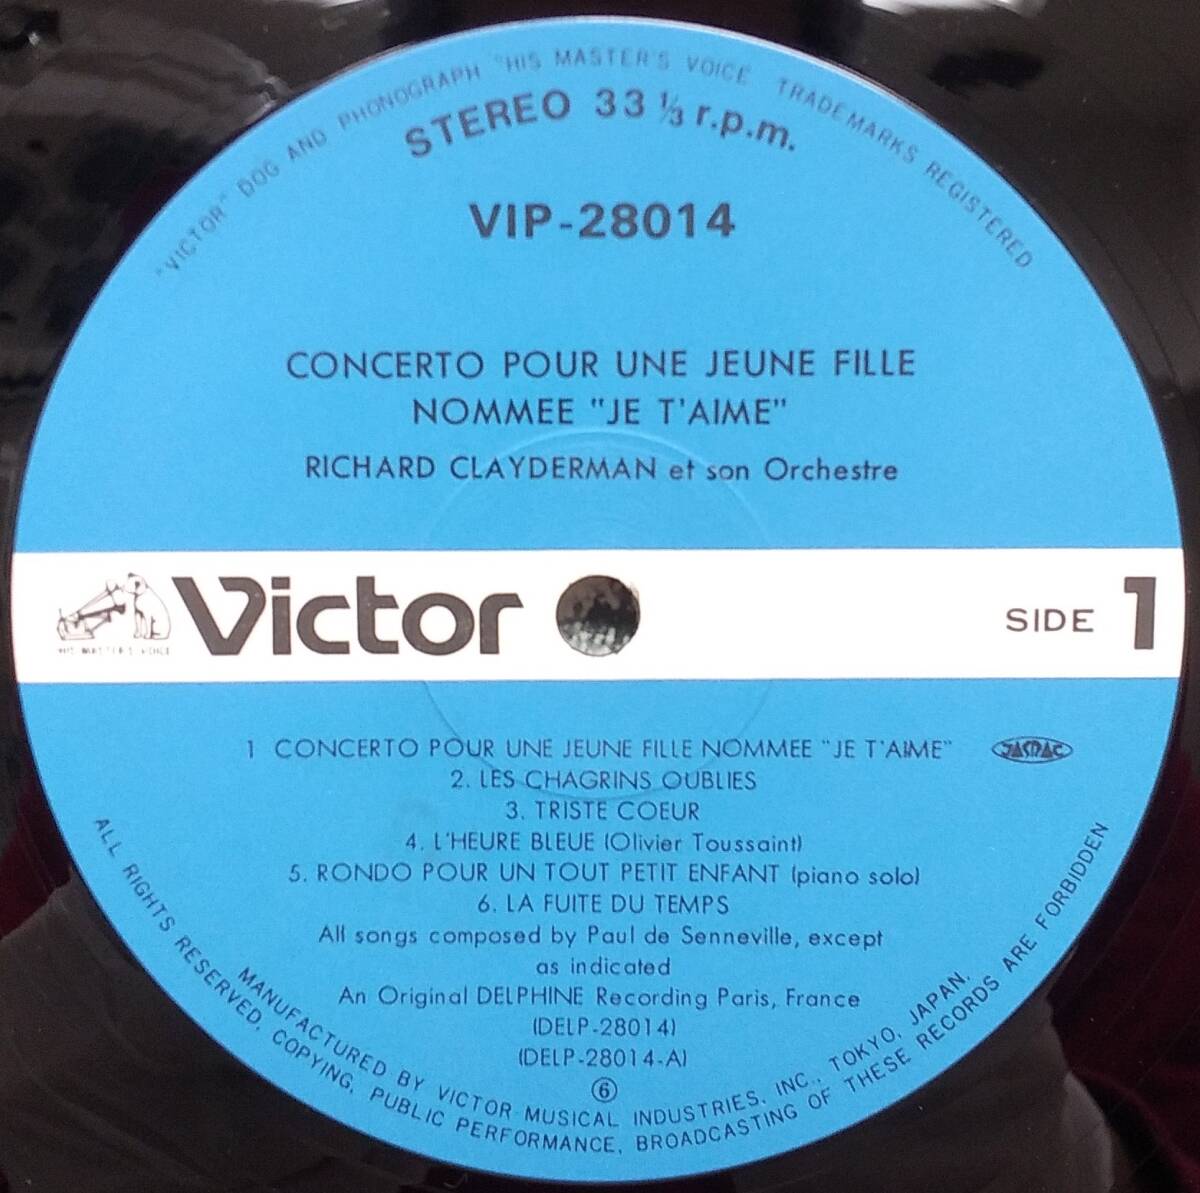 "VICTOR" DOG AND PHONOGRAPH "HIS MASTER'S VOICE TRADEMARKS REGISTERED
STEREO 33 1/3 r.p.m.
VIP-28014
CONCERTO POUR UNE JEUNE FILLE
NOMMEE "JE T'AIME"
RICHARD CLAYDERMAN et son Orchestre
HIS MASTER'S VOICE
Victor
SIDE 1
1 CONCERTO POUR UNE JEUNE FILLE NOMMEE "JE T'AIME" JASRAC
2. LES CHAGRINS OUBLIES
3. TRISTE COEUR
4. L'HEURE BLEUE (Olivier Toussaint)
5. RONDO POUR UN TOUT PETIT ENFANT (piano solo)
6. LA FUITE DU TEMPS
All songs composed by Paul de Senneville, except
as indicated
An Original DELPHINE Recording Paris, France
(DELP-28014)
(DELP-28014-A)
⑥
MANUFACTURED BY VICTOR MUSICAL INDUSTRIES, INC., TOKYO, JAPAN.
ALL RIGHTS RESERVED. COPYING, PUBLIC PERFORMANCE, BROADCASTING OF THESE RECORDS ARE FORBIDDEN